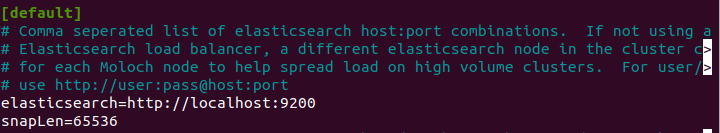 [default]
# Comma seperated list of elasticsearch host:port combinations.  If not using a
# Elasticsearch load balancer, a different elasticsearch node in the cluster c>
# for each Moloch node to help spread load on high volume clusters.  For user/>
# use http://user:pass@host:port
elasticsearch=http://localhost:9200
snapLen=65536